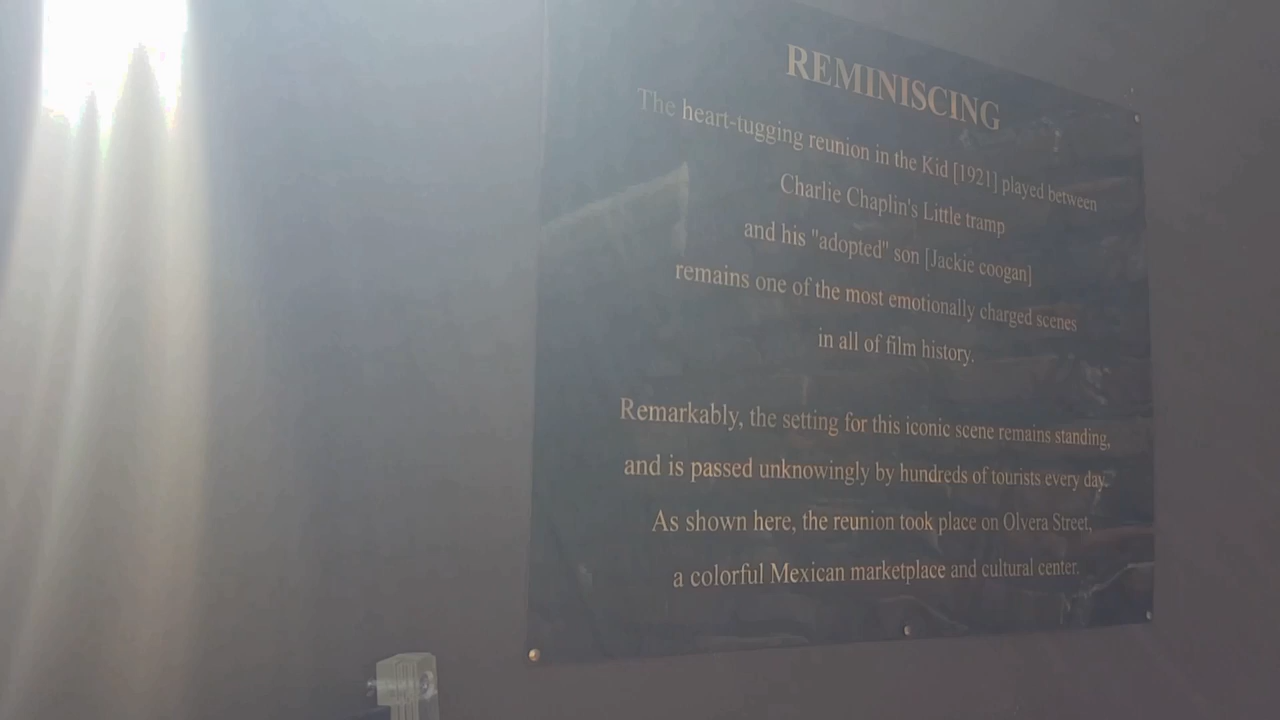 REMINISCING
The heart-tugging reunion in the Kid [1921] played between
Charlie Chaplin's Little tramp
and his "adopted" son [Jackie coogan]
remains one of the most emotionally charged scenes
in all of film history.
Remarkably, the setting for this iconic scene remains standing,
and is passed unknowingly by hundreds of tourists every day.
As shown here, the reunion took place on Olvera Street,
a colorful Mexican marketplace and cultural center.